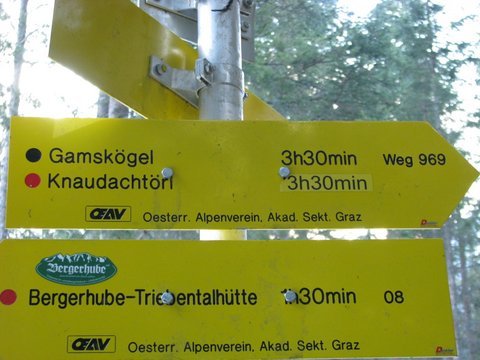 Gamskögel 3h30min Weg 969
Knaudachtörl 3h30min
OEAV Oesterr. Alpenverein, Akad. Sekt. Graz
Bergerhube
Bergerhube-Triebentalhütte 1h30min 08
OEAV Oesterr. Alpenverein, Akad. Sekt. Graz